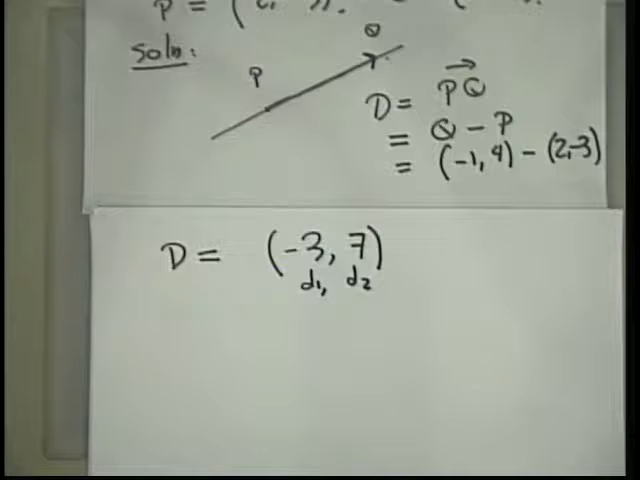 P = (
Soln:
P
Q
D = PQ
= Q - P
= (-1, 4) - (2,-3)
D = (-3, 7)
d1, d2